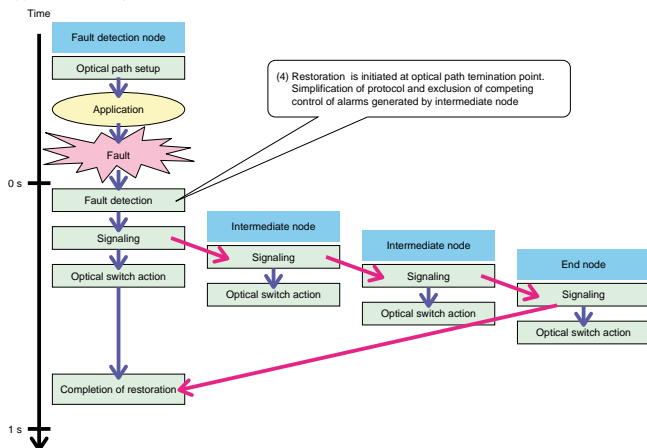 Time
Fault detection node
Optical path setup
(4) Restoration is initiated at optical path termination point.
Simplification of protocol and exclusion of competing
control of alarms generated by intermediate node
Application
Fault
0 s
Fault detection
Intermediate node
Signaling
Signaling
Intermediate node
Optical switch action
Optical switch action
Signaling
End node
Optical switch action
Signaling
Optical switch action
Completion of restoration
1 s